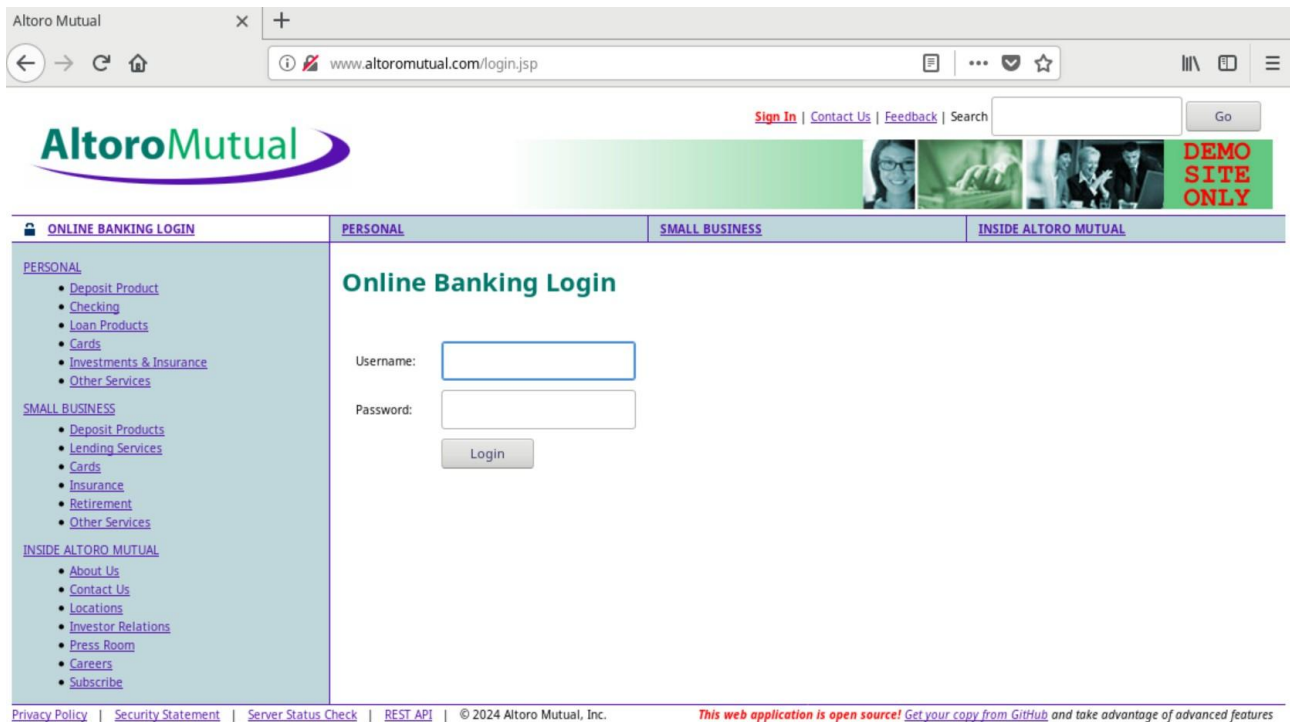 Altoro Mutual
www.altoromutual.com/login.jsp
Sign In | Contact Us | Feedback | Search Go
AltoroMutual
DEMO
SITE
ONLY
ONLINE BANKING LOGIN PERSONAL SMALL BUSINESS INSIDE ALTORO MUTUAL
PERSONAL
Deposit Product
Checking
Loan Products
Cards
Investments & Insurance
Other Services
SMALL BUSINESS
Deposit Products
Lending Services
Cards
Insurance
Retirement
Other Services
INSIDE ALTORO MUTUAL
About Us
Contact Us
Locations
Investor Relations
Press Room
Careers
Subscribe
Online Banking Login
Username:
Password:
Login
Privacy Policy | Security Statement | Server Status Check | REST API | © 2024 Altoro Mutual, Inc. This web application is open source! Get your copy from GitHub and take advantage of advanced features